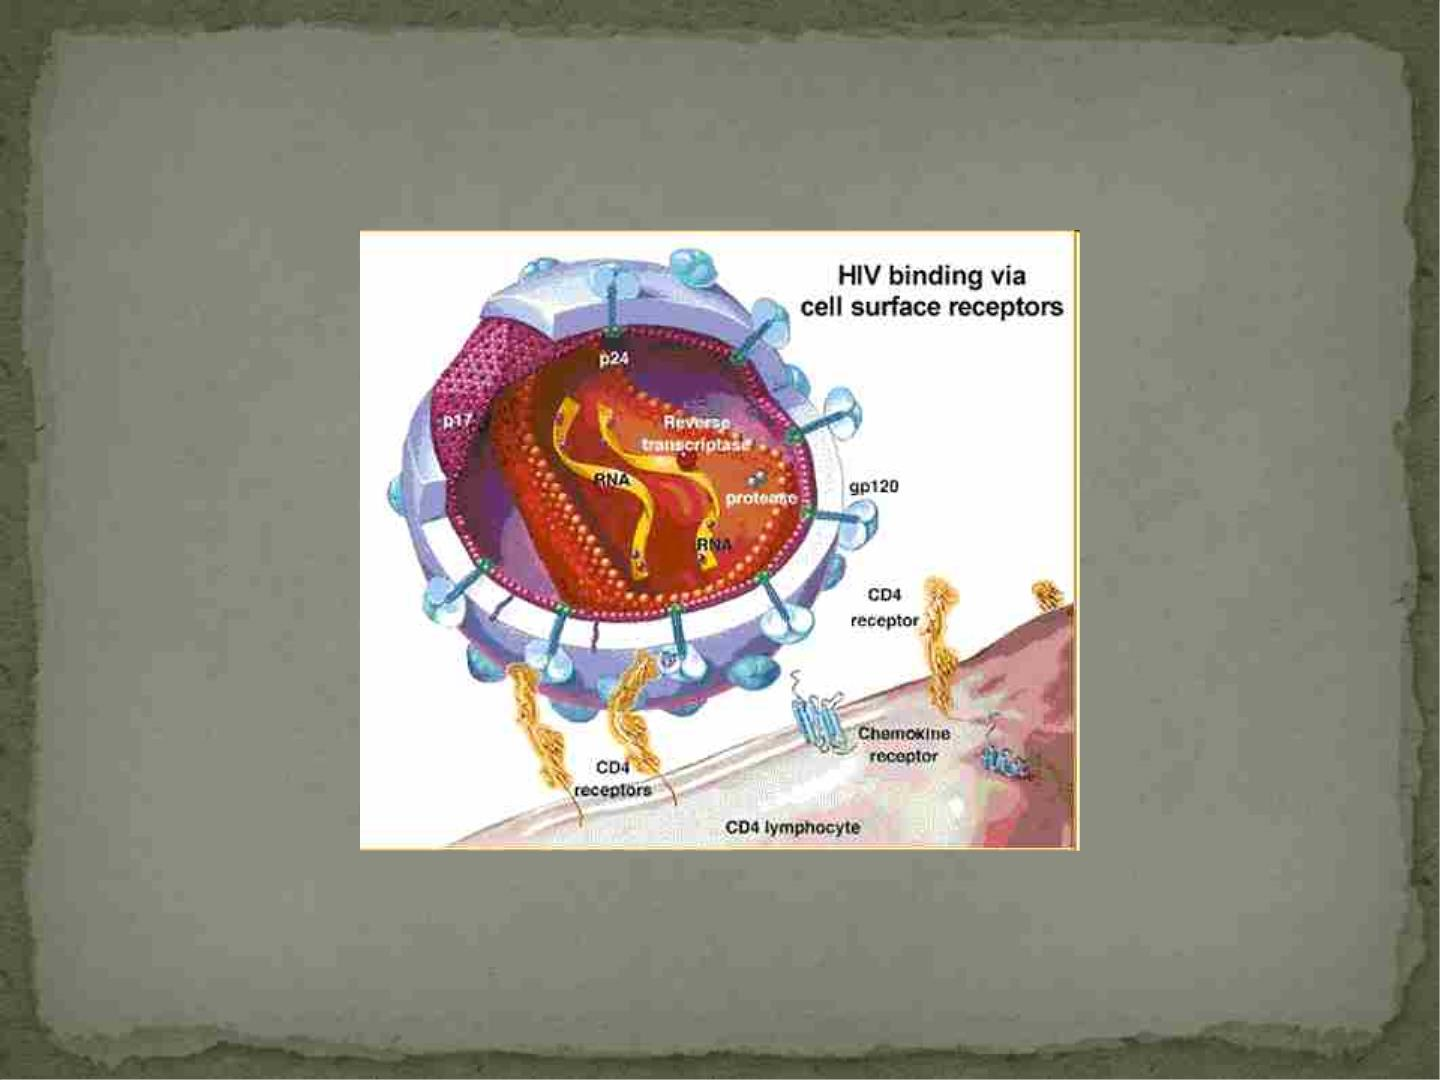 HIV binding via
cell surface receptors
p24
p17
Reverse
transcriptase
RNA
protease
gp120
RNA
CD4
receptor
Chemokine
receptor
CD4
receptors
CD4 lymphocyte